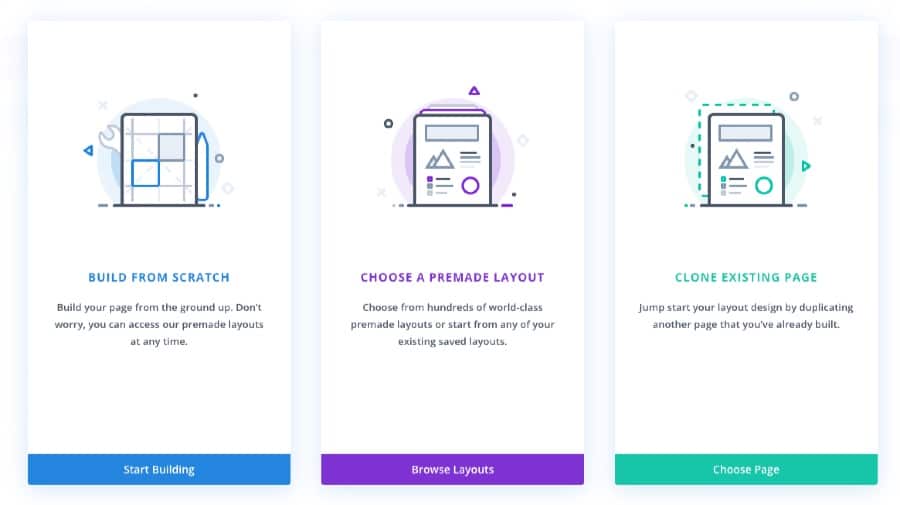 BUILD FROM SCRATCH
Build your page from the ground up. Don't
worry, you can access our premade layouts
at any time.
Start Building
CHOOSE A PREMADE LAYOUT
Choose from hundreds of world-class
premade layouts or start from any of your
existing saved layouts.
Browse Layouts
CLONE EXISTING PAGE
Jump start your layout design by duplicating
another page that you've already built.
Choose Page